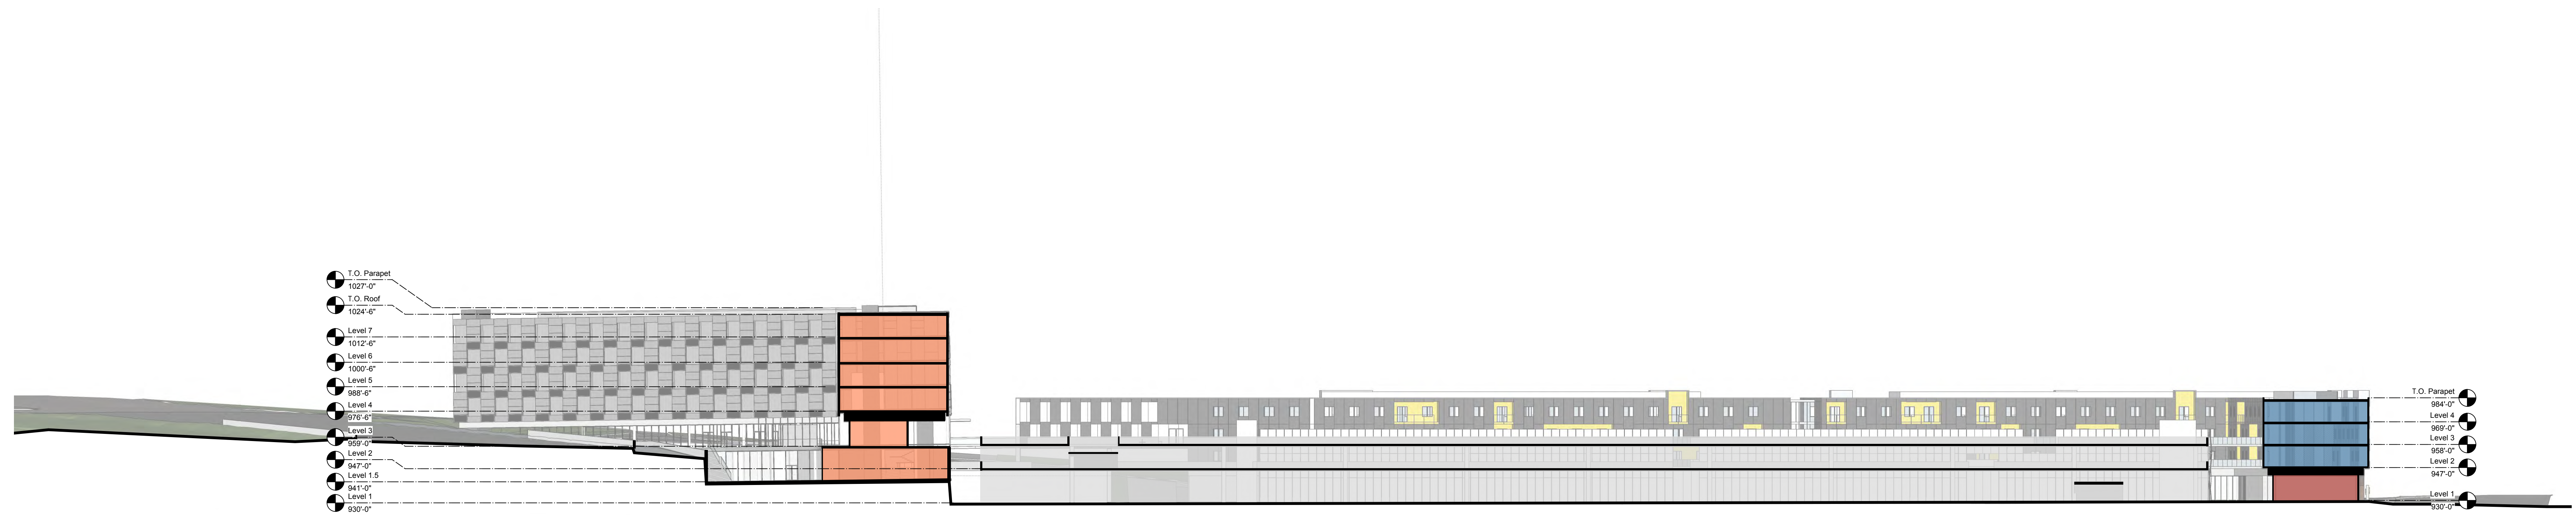 T.O. Parapet
1027'-0"
T.O. Roof
1024'-6"
Level 7
1012'-6"
Level 6
1000'-6"
Level 5
988'-6"
Level 4
976'-6"
Level 3
959'-0"
Level 2
947'-0"
Level 1.5
941'-0"
Level 1
930'-0"
T.O. Parapet
984'-0"
Level 4
969'-0"
Level 3
958'-0"
Level 2
947'-0"
Level 1
930'-0"